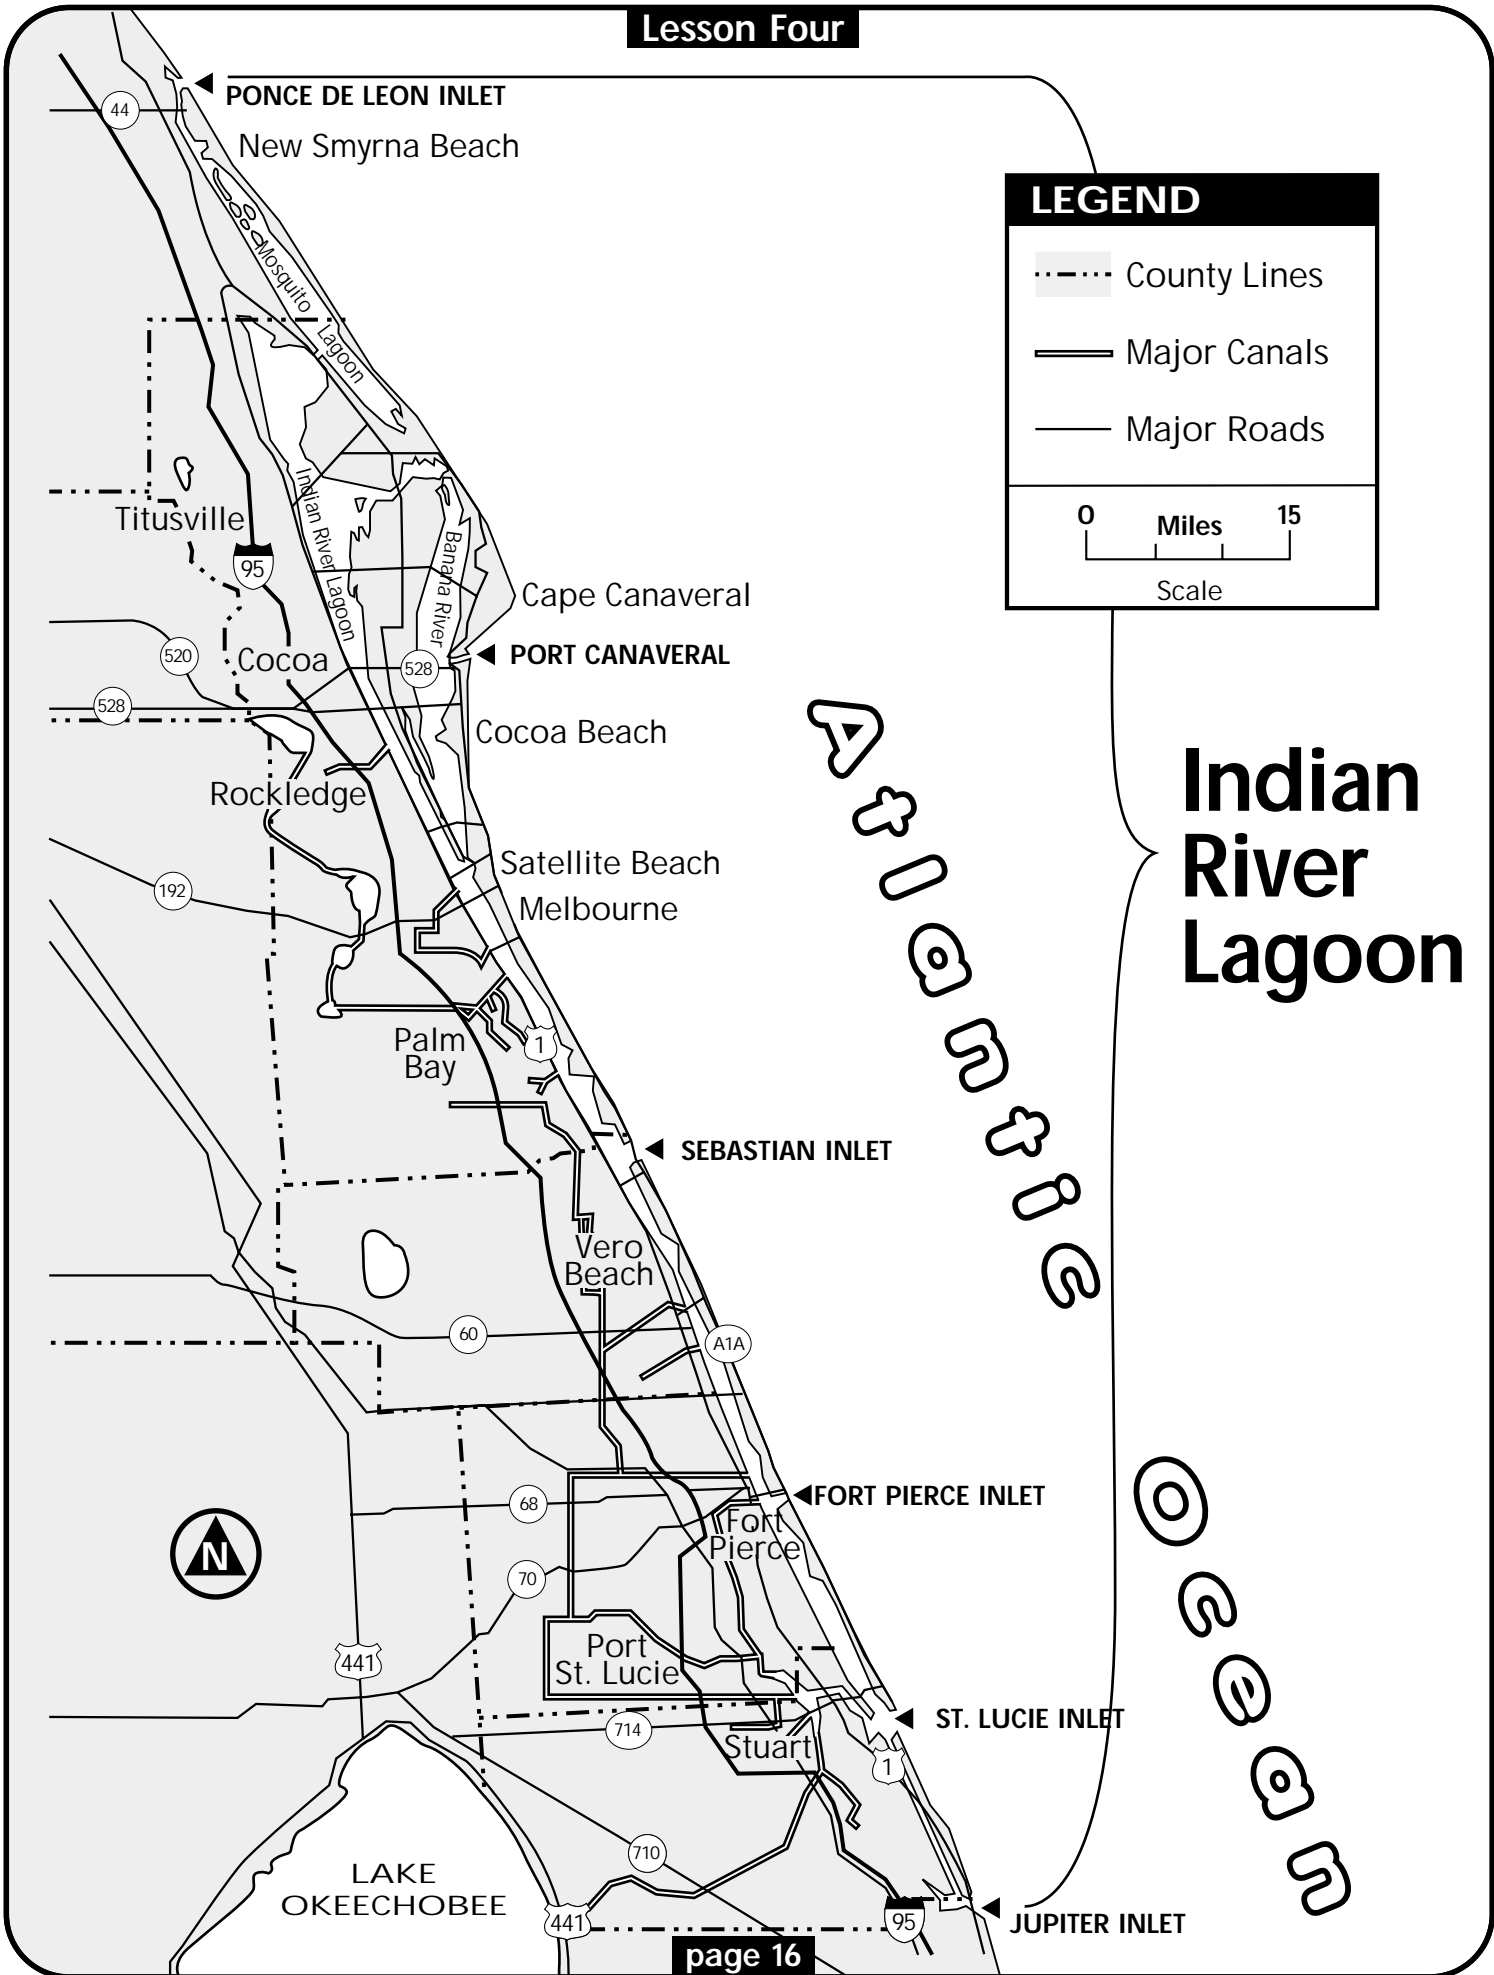 Lesson Four
PONCE DE LEON INLET
44
New Smyrna Beach
LEGEND
County Lines
Major Canals
Major Roads
0 Miles 15
Scale
Mosquito Lagoon
Titusville
Indian River Lagoon
Banana River
95
Cape Canaveral
520
Cocoa
PORT CANAVERAL
528
528
Cocoa Beach
Atlantic
Indian
River
Lagoon
Rockledge
Satellite Beach
192
Melbourne
Palm
Bay
1
SEBASTIAN INLET
Vero
Beach
60
A1A
FORT PIERCE INLET
68
Fort
Pierce
Ocean
N
70
Port
St. Lucie
441
ST. LUCIE INLET
714
Stuart
1
710
LAKE
OKEECHOBEE
441
95
JUPITER INLET
page 16